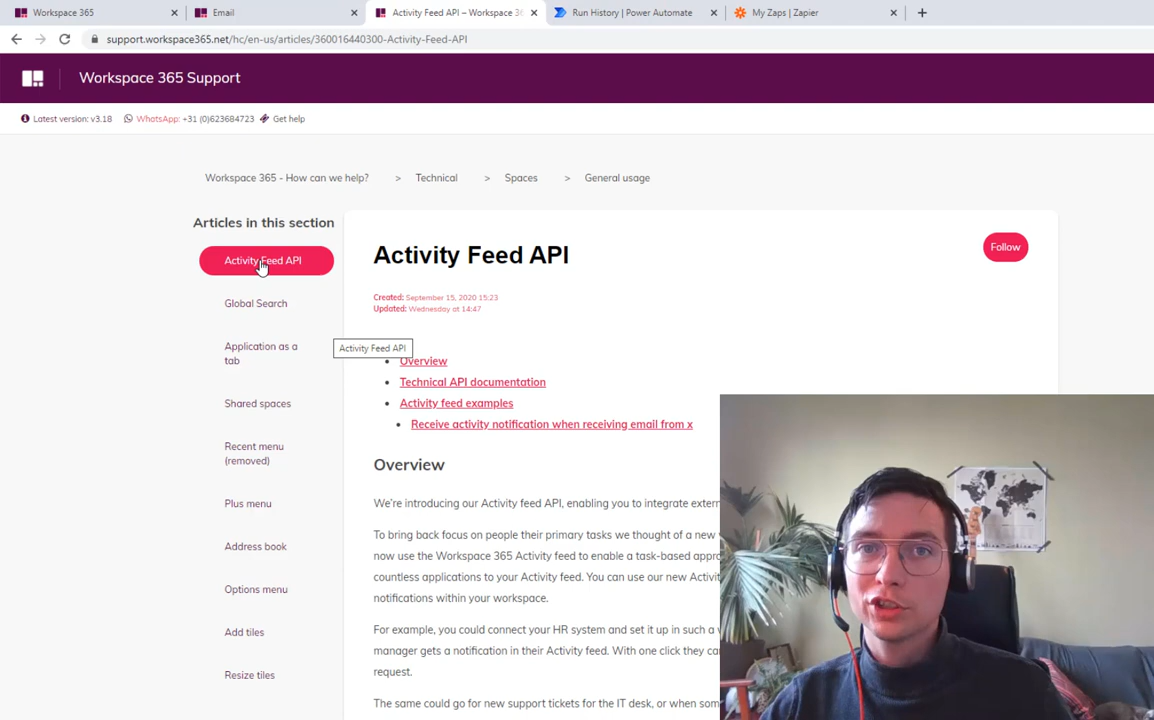 Workspace 365
Email
Activity Feed API – Workspace 36
Run History | Power Automate
My Zaps | Zapier
support.workspace365.net/hc/en-us/articles/360016440300-Activity-Feed-API
Workspace 365 Support
Latest version: v3.18 WhatsApp: +31 (0)623684723 Get help
Workspace 365 - How can we help? > Technical > Spaces > General usage
Articles in this section
Activity Feed API
Global Search
Application as a
tab
Shared spaces
Recent menu
(removed)
Plus menu
Address book
Options menu
Add tiles
Resize tiles
Activity Feed API
Activity Feed API
Follow
Created: September 15, 2020 15:23
Updated: Wednesday at 14:47
Overview
Technical API documentation
Activity feed examples
Receive activity notification when receiving email from x
Overview
We're introducing our Activity feed API, enabling you to integrate extern
To bring back focus on people their primary tasks we thought of a new
now use the Workspace 365 Activity feed to enable a task-based appro
countless applications to your Activity feed. You can use our new Activit
notifications within your workspace.
For example, you could connect your HR system and set it up in such a
manager gets a notification in their Activity feed. With one click they can
request.
The same could go for new support tickets for the IT desk, or when som